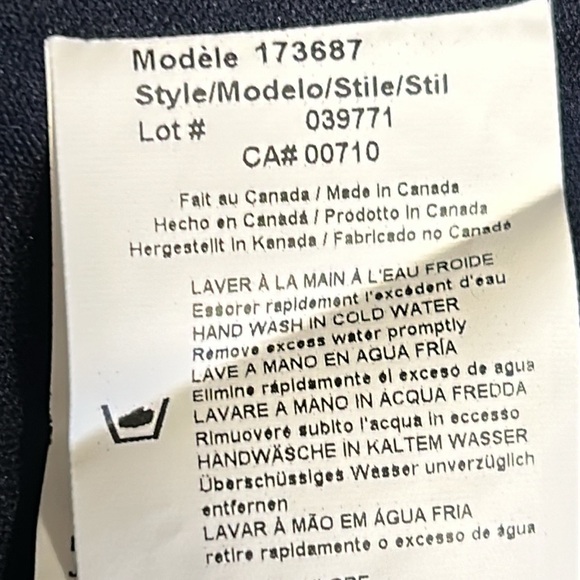 Modèle 173687
Style/Modelo/Stile/Stil
Lot # 039771
CA# 00710
Fait au Canada / Made in Canada
Hecho en Canadá / Prodotto in Canada
Hergestellt in Kanada / Fabricado no Canadá
LAVER À LA MAIN À L'EAU FROIDE
Essorer rapidement l'excédent d'eau
HAND WASH IN COLD WATER
Remove excess water promptly
LAVE A MANO EN AGUA FRÍA
Elimine rápidamente el exceso de agua
LAVARE A MANO IN ACQUA FREDDA
Rimuovere subito l'acqua in eccesso
HANDWÄSCHE IN KALTEM WASSER
Überschüssiges Wasser unverzüglich
entfernen
LAVAR À MÃO EM ÁGUA FRIA
retire rapidamente o excesso de água